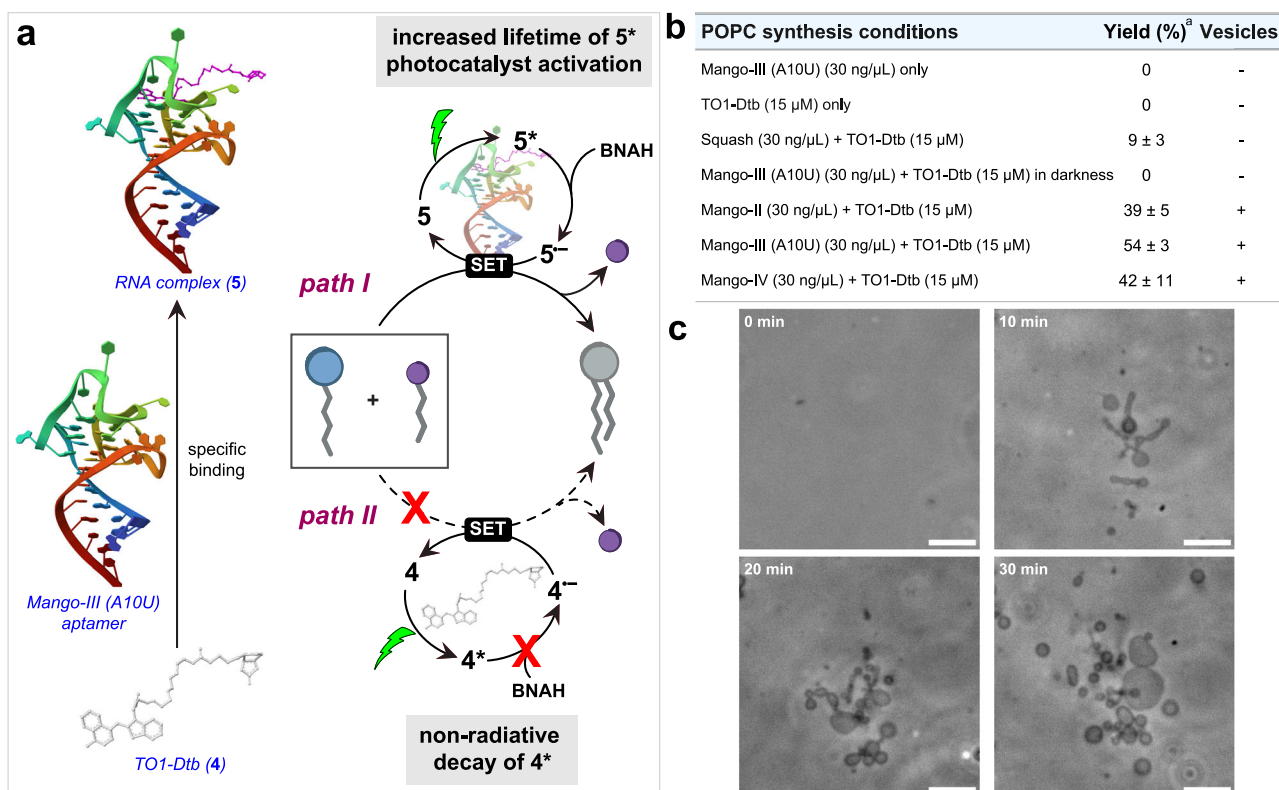 a
increased lifetime of 5*
photocatalyst activation
5*
BNAH
5
5•−
SET
RNA complex (5)
path I
+
specific
binding
path II
X
SET
Mango-III (A10U)
aptamer
4
4•−
4*
X
BNAH
TO1-Dtb (4)
non-radiative
decay of 4*
b
POPC synthesis conditions Yield (%)ᵃ Vesicles
Mango-III (A10U) (30 ng/µL) only 0 -
TO1-Dtb (15 µM) only 0 -
Squash (30 ng/µL) + TO1-Dtb (15 µM) 9 ± 3 -
Mango-III (A10U) (30 ng/µL) + TO1-Dtb (15 µM) in darkness 0 -
Mango-II (30 ng/µL) + TO1-Dtb (15 µM) 39 ± 5 +
Mango-III (A10U) (30 ng/µL) + TO1-Dtb (15 µM) 54 ± 3 +
Mango-IV (30 ng/µL) + TO1-Dtb (15 µM) 42 ± 11 +
c
0 min
10 min
20 min
30 min